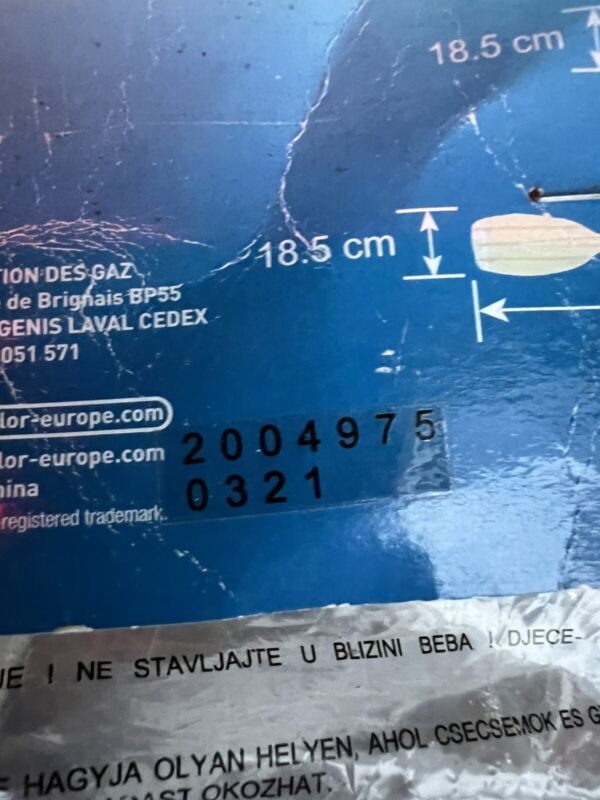 18.5 cm
18.5 cm
TION DES GAZ
de Brignais BP55
GENIS LAVAL CEDEX
051 571
lor-europe.com
lor-europe.com
hina
registered trademark.
2004975
0321
JE I NE STAVLJAJTE U BLIZINI BEBA ! DJECE-
E HAGYJA OLYAN HELYEN, AHOL CSECSEMOK ES G
OKOZHAT.